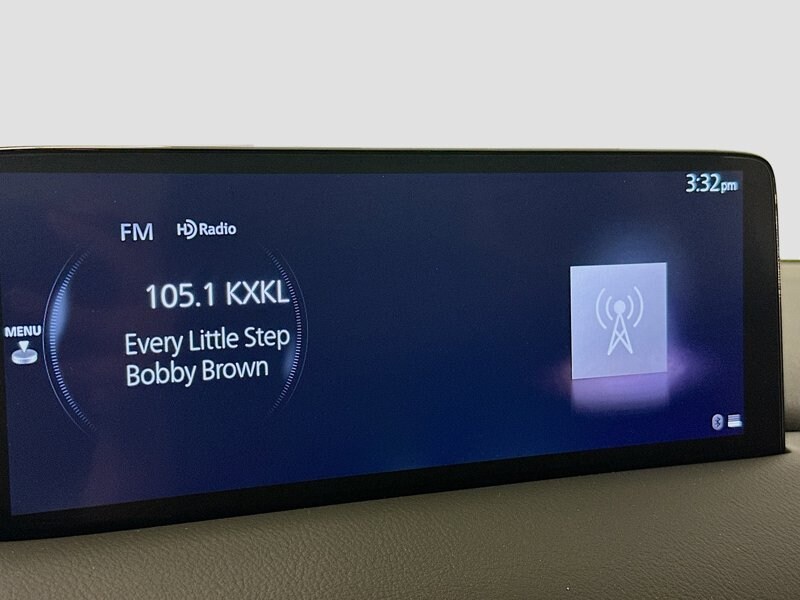 3:32pm
FM HD Radio
105.1 KXKL
MENU
Every Little Step
Bobby Brown